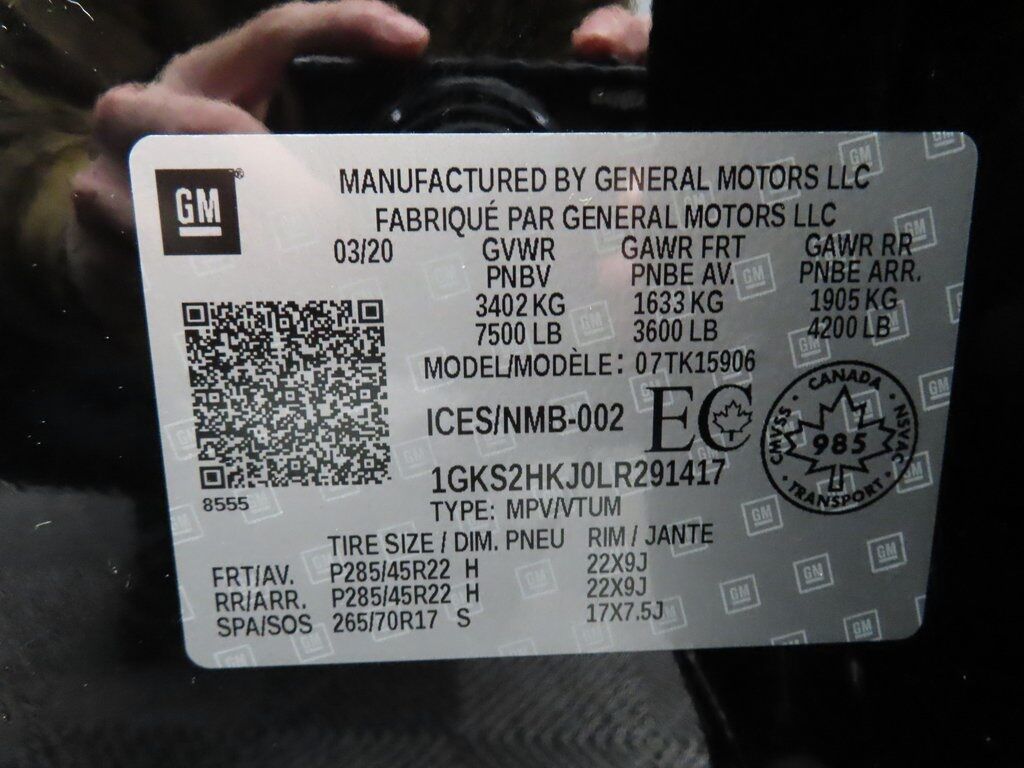 GM
MANUFACTURED BY GENERAL MOTORS LLC
FABRIQUÉ PAR GENERAL MOTORS LLC
03/20 GVWR GAWR FRT GAWR RR
PNBV PNBE AV. PNBE ARR.
3402 KG 1633 KG 1905 KG
7500 LB 3600 LB 4200 LB
MODEL/MODÈLE: 07TK15906
ICES/NMB-002 EC
CANADA
CMVSS 985 NSVAC
TRANSPORT
1GKS2HKJ0LR291417
8555
TYPE: MPV/VTUM
TIRE SIZE / DIM. PNEU RIM / JANTE
FRT/AV. P285/45R22 H 22X9J
RR/ARR. P285/45R22 H 22X9J
SPA/SOS 265/70R17 S 17X7.5J